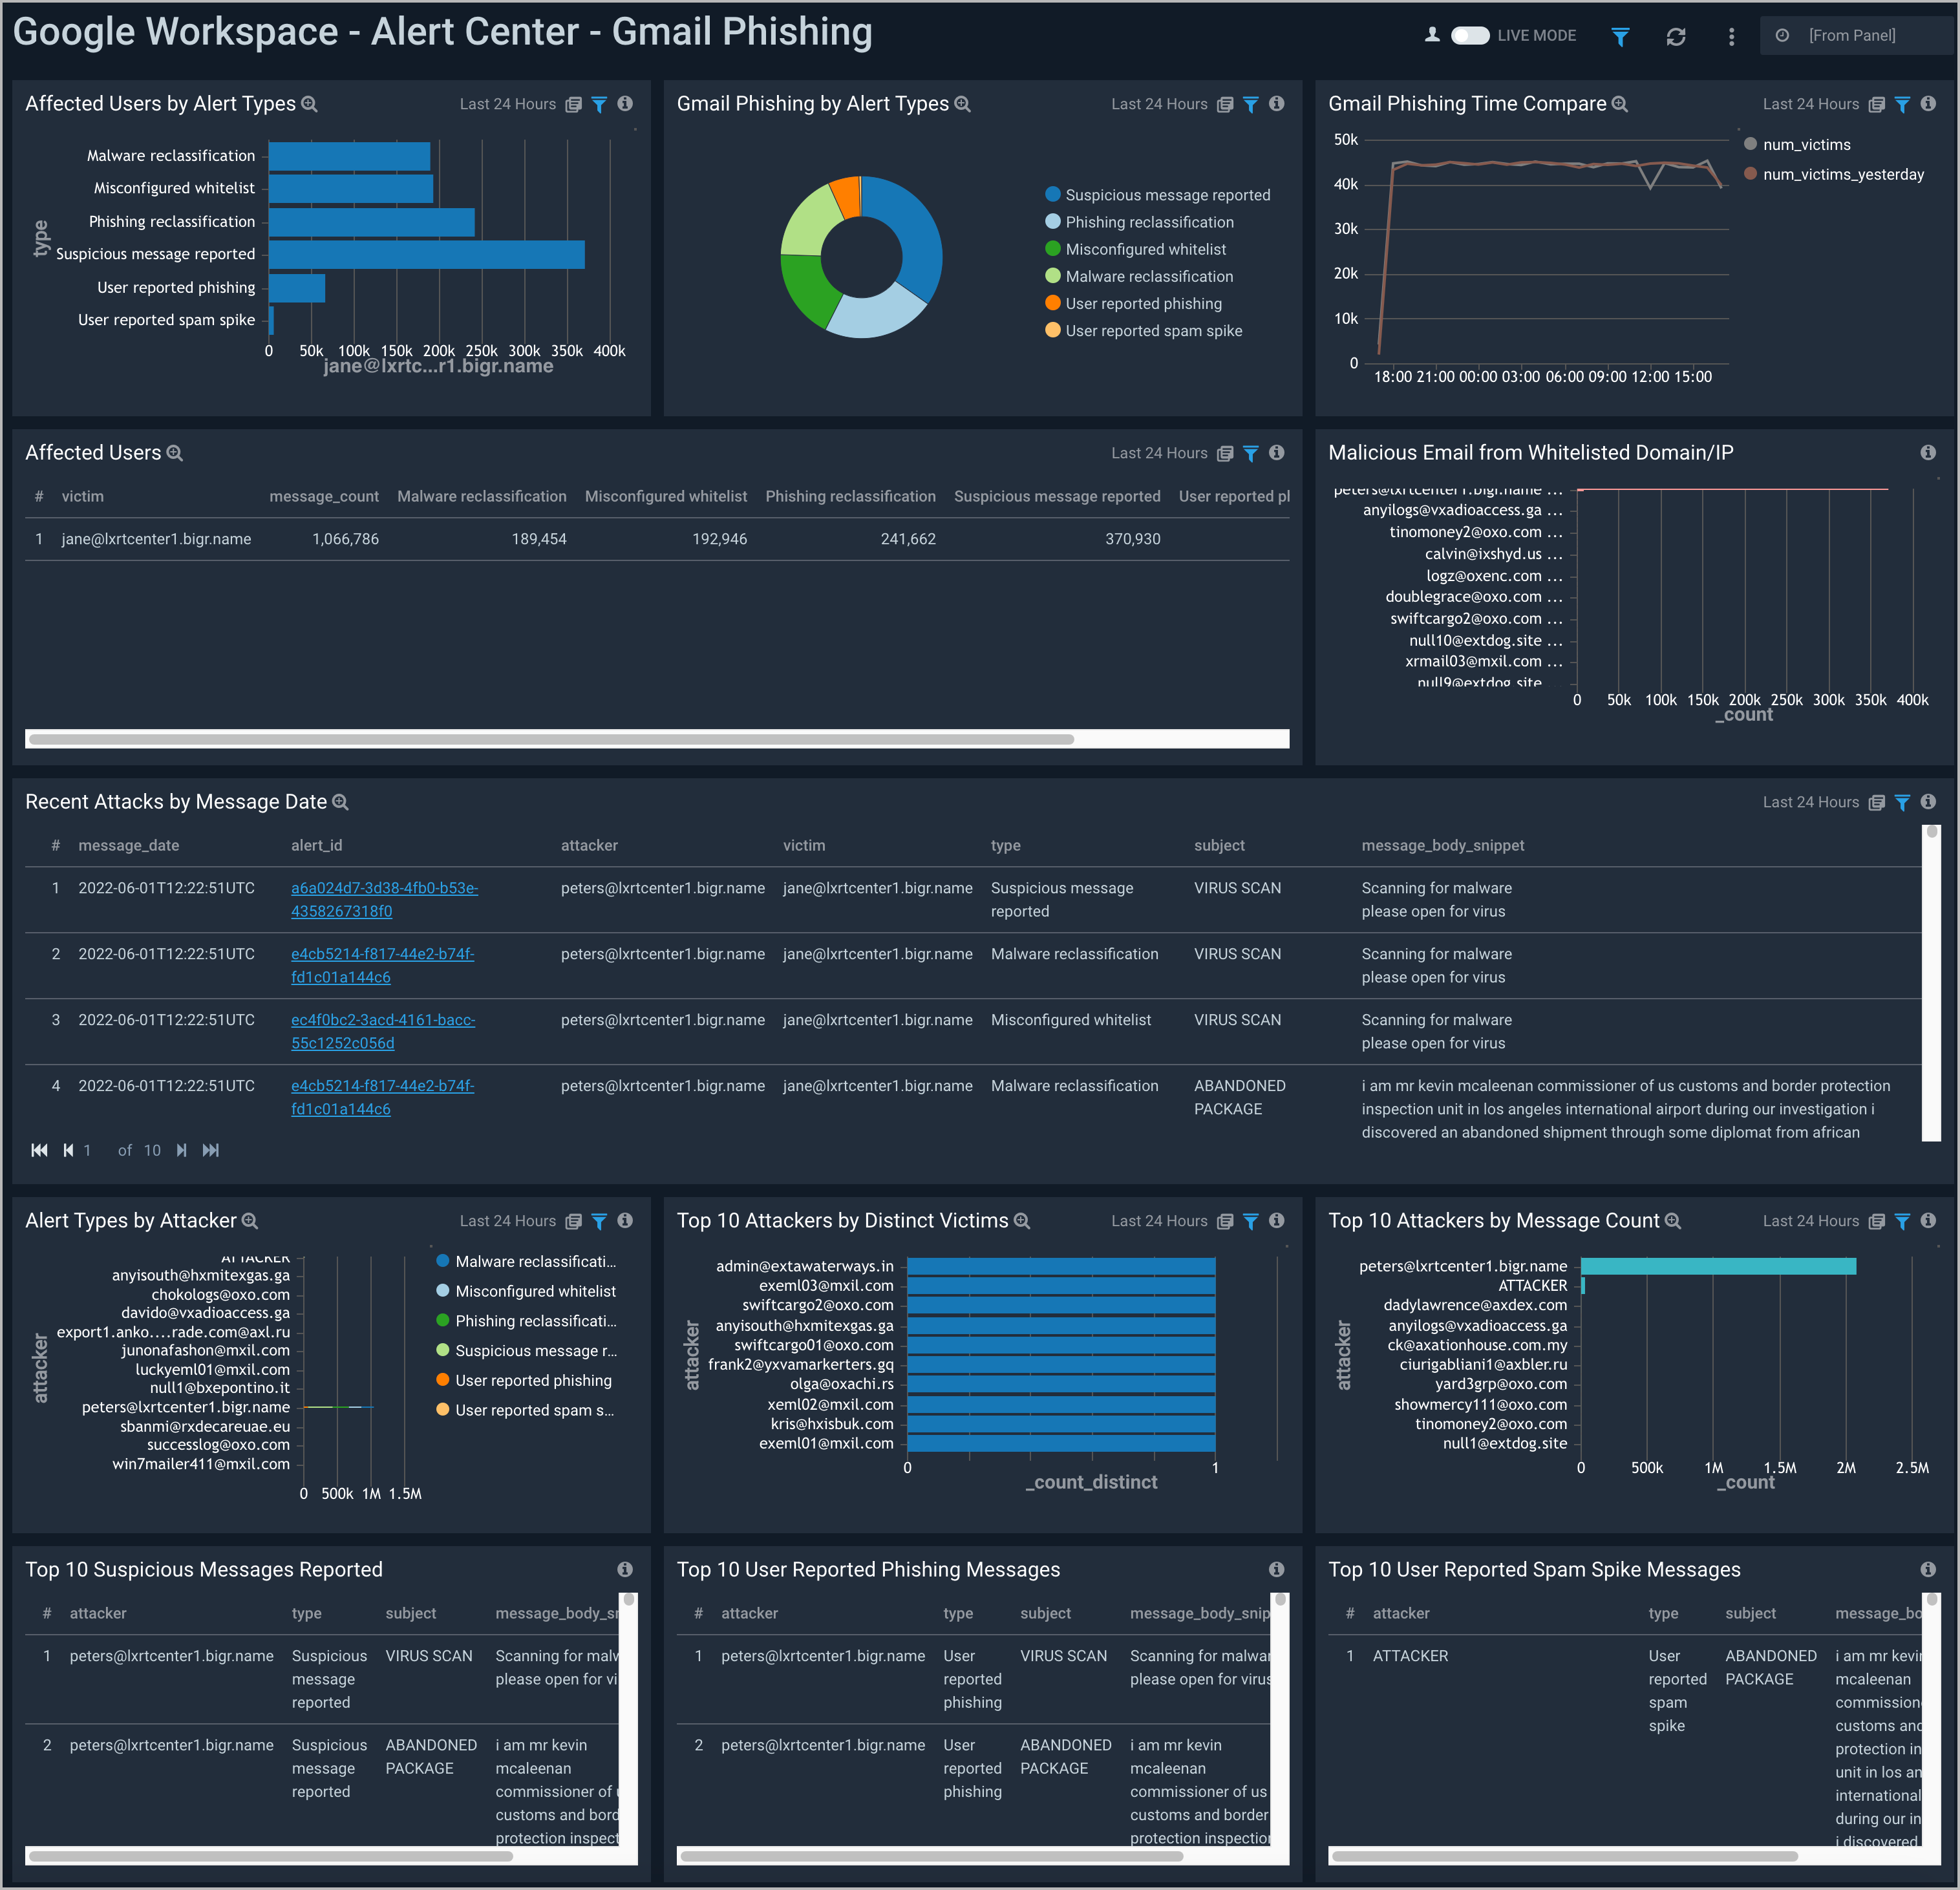 Google Workspace - Alert Center - Gmail Phishing
LIVE MODE
[From Panel]
Affected Users by Alert Types
Last 24 Hours
type
Malware reclassification
Misconfigured whitelist
Phishing reclassification
Suspicious message reported
User reported phishing
User reported spam spike
0 50k 100k 150k 200k 250k 300k 350k 400k
jane@lxrtc...r1.bigr.name
Gmail Phishing by Alert Types
Last 24 Hours
Suspicious message reported
Phishing reclassification
Misconfigured whitelist
Malware reclassification
User reported phishing
User reported spam spike
Gmail Phishing Time Compare
Last 24 Hours
50k
40k
30k
20k
10k
0
18:00 21:00 00:00 03:00 06:00 09:00 12:00 15:00
num_victims
num_victims_yesterday
Affected Users
Last 24 Hours
# victim message_count Malware reclassification Misconfigured whitelist Phishing reclassification Suspicious message reported User reported pl
1 jane@lxrtcenter1.bigr.name 1,066,786 189,454 192,946 241,662 370,930
Malicious Email from Whitelisted Domain/IP
peters@lxrtcenter1.bigr.name ...
anyilogs@vxadioaccess.ga ...
tinomoney2@oxo.com ...
calvin@ixshyd.us ...
logz@oxenc.com ...
doublegrace@oxo.com ...
swiftcargo2@oxo.com ...
null10@extdog.site ...
xrmail03@mxil.com ...
null9@extdog.site
0 50k 100k 150k 200k 250k 300k 350k 400k
_count
Recent Attacks by Message Date
Last 24 Hours
# message_date alert_id attacker victim type subject message_body_snippet
1 2022-06-01T12:22:51UTC a6a024d7-3d38-4fb0-b53e- peters@lxrtcenter1.bigr.name jane@lxrtcenter1.bigr.name Suspicious message VIRUS SCAN Scanning for malware
4358267318f0 reported please open for virus
2 2022-06-01T12:22:51UTC e4cb5214-f817-44e2-b74f- peters@lxrtcenter1.bigr.name jane@lxrtcenter1.bigr.name Malware reclassification VIRUS SCAN Scanning for malware
fd1c01a144c6 please open for virus
3 2022-06-01T12:22:51UTC ec4f0bc2-3acd-4161-bacc- peters@lxrtcenter1.bigr.name jane@lxrtcenter1.bigr.name Misconfigured whitelist VIRUS SCAN Scanning for malware
55c1252c056d please open for virus
4 2022-06-01T12:22:51UTC e4cb5214-f817-44e2-b74f- peters@lxrtcenter1.bigr.name jane@lxrtcenter1.bigr.name Malware reclassification ABANDONED i am mr kevin mcaleenan commissioner of us customs and border protection
fd1c01a144c6 PACKAGE inspection unit in los angeles international airport during our investigation i
discovered an abandoned shipment through some diplomat from african
1 of 10
Alert Types by Attacker
Last 24 Hours
attacker
ATTACKER
anyisouth@hxmitexgas.ga
chokologs@oxo.com
davido@vxadioaccess.ga
export1.anko....rade.com@axl.ru
junonafashon@mxil.com
luckyeml01@mxil.com
null1@bxepontino.it
peters@lxrtcenter1.bigr.name
sbanmi@rxdecareuae.eu
successlog@oxo.com
win7mailer411@mxil.com
0 500k 1M 1.5M
Malware reclassificati...
Misconfigured whitelist
Phishing reclassificati...
Suspicious message r...
User reported phishing
User reported spam s...
Top 10 Attackers by Distinct Victims
Last 24 Hours
attacker
admin@extawaterways.in
exeml03@mxil.com
swiftcargo2@oxo.com
anyisouth@hxmitexgas.ga
swiftcargo01@oxo.com
frank2@yxvamarkerters.gq
olga@oxachi.rs
xeml02@mxil.com
kris@hxisbuk.com
exeml01@mxil.com
0 1
_count_distinct
Top 10 Attackers by Message Count
Last 24 Hours
attacker
peters@lxrtcenter1.bigr.name
ATTACKER
dadylawrence@axdex.com
anyilogs@vxadioaccess.ga
ck@axationhouse.com.my
ciurigabliani1@axbler.ru
yard3grp@oxo.com
showmercy111@oxo.com
tinomoney2@oxo.com
null1@extdog.site
0 500k 1M 1.5M 2M 2.5M
_count
Top 10 Suspicious Messages Reported
# attacker type subject message_body_sr
1 peters@lxrtcenter1.bigr.name Suspicious VIRUS SCAN Scanning for malw
message please open for vi
reported
2 peters@lxrtcenter1.bigr.name Suspicious ABANDONED i am mr kevin
message PACKAGE mcaleenan
reported commissioner of
customs and bord
protection inspect
Top 10 User Reported Phishing Messages
# attacker type subject message_body_snip
1 peters@lxrtcenter1.bigr.name User VIRUS SCAN Scanning for malwar
reported please open for virus
phishing
2 peters@lxrtcenter1.bigr.name User ABANDONED i am mr kevin
reported PACKAGE mcaleenan
phishing commissioner of us
customs and border
protection inspection
Top 10 User Reported Spam Spike Messages
# attacker type subject message_bo
1 ATTACKER User ABANDONED i am mr kevin
reported PACKAGE mcaleenan
spam commission
spike customs and
protection in
unit in los an
international
during our in
i discovered